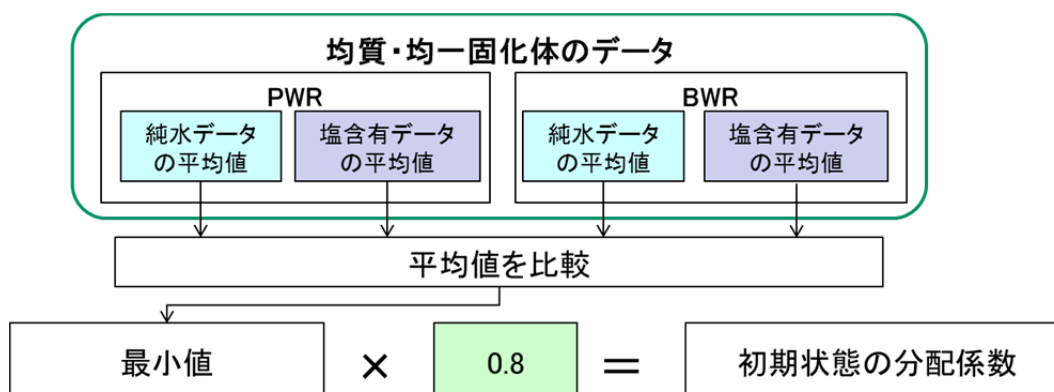 均質・均一固化体のデータ
PWR
BWR
純水データ
の平均値
塩含有データ
の平均値
純水データ
の平均値
塩含有データ
の平均値
平均値を比較
最小値 × 0.8 = 初期状態の分配係数